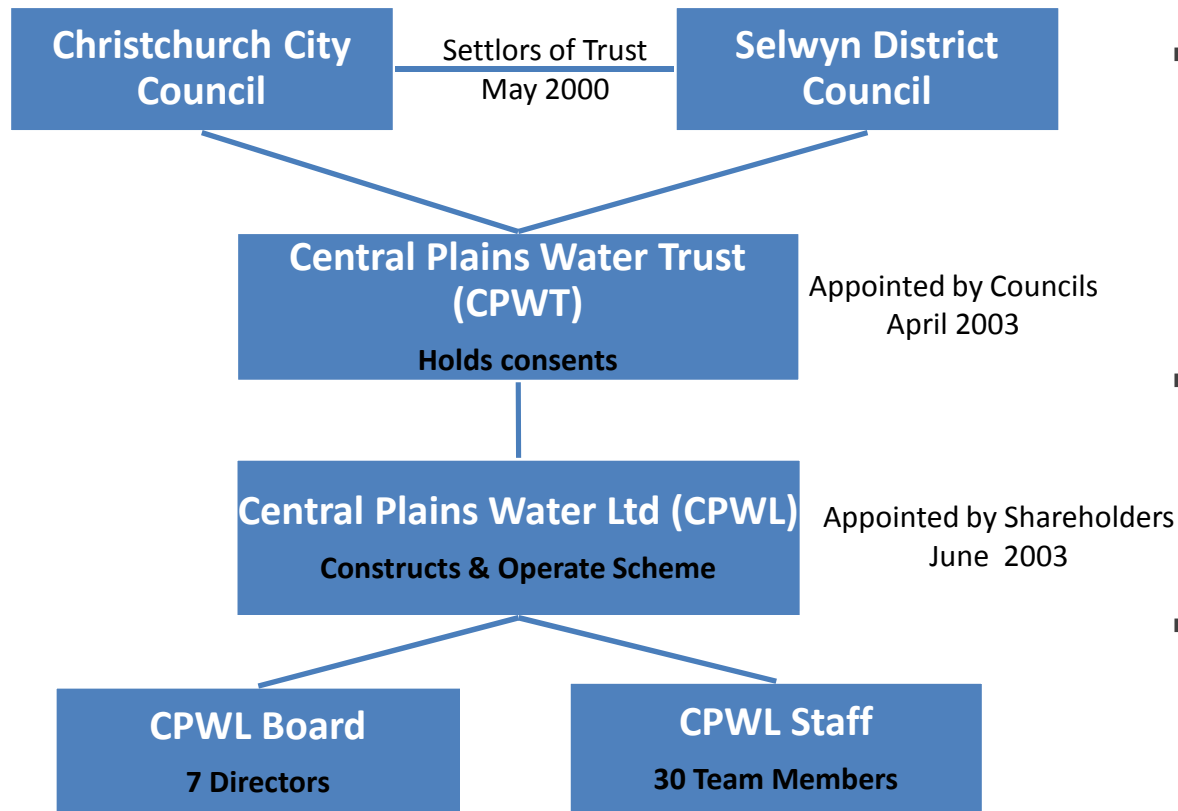 Christchurch City
Council
Settlors of Trust
May 2000
Selwyn District
Council
Central Plains Water Trust
(CPWT)
Holds consents
Appointed by Councils
April 2003
Central Plains Water Ltd (CPWL)
Constructs & Operate Scheme
Appointed by Shareholders
June 2003
CPWL Board
7 Directors
CPWL Staff
30 Team Members